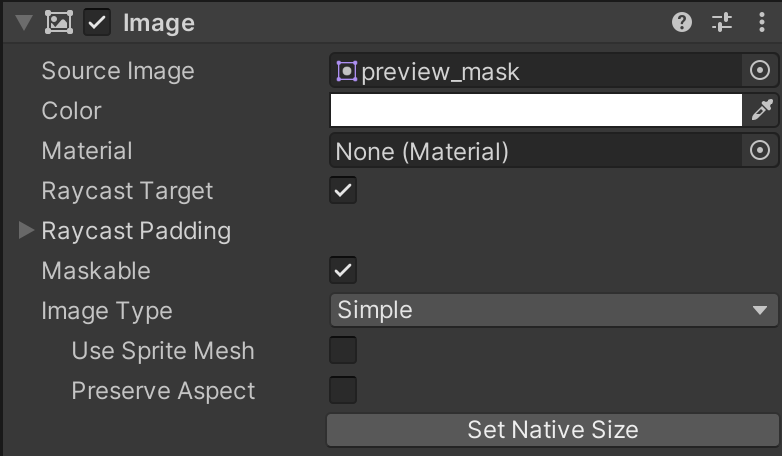 Image
Source Image preview_mask
Color
Material None (Material)
Raycast Target
Raycast Padding
Maskable
Image Type Simple
Use Sprite Mesh
Preserve Aspect
Set Native Size